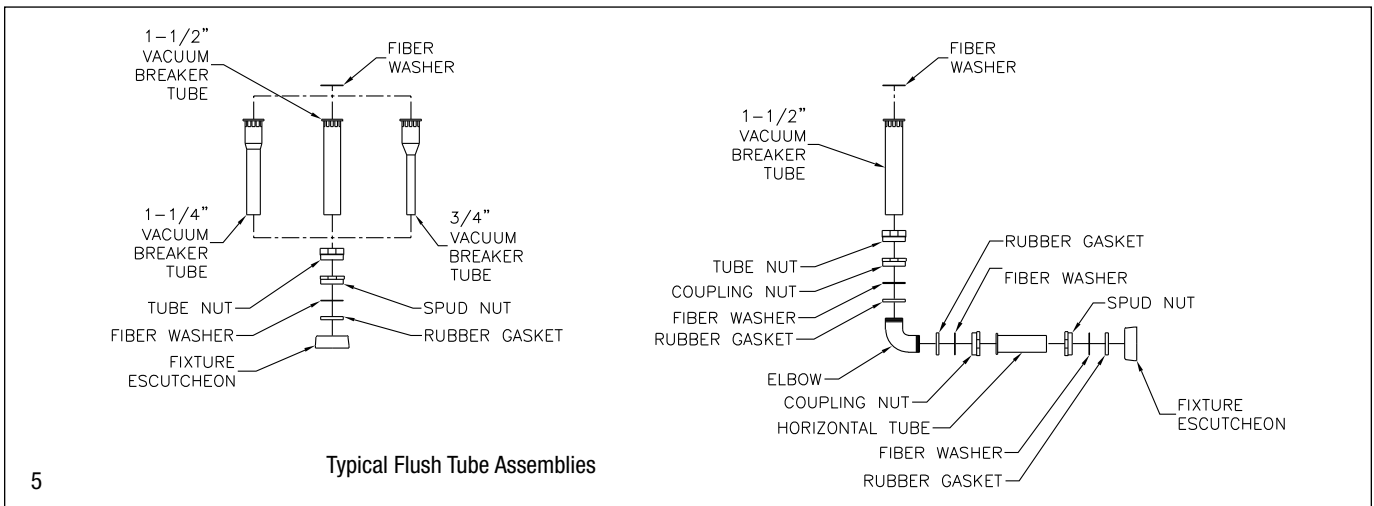 1-1/2"
VACUUM
BREAKER
TUBE
FIBER
WASHER
1-1/4"
VACUUM
BREAKER
TUBE
3/4"
VACUUM
BREAKER
TUBE
TUBE NUT
SPUD NUT
FIBER WASHER
RUBBER GASKET
FIXTURE
ESCUTCHEON
FIBER
WASHER
1-1/2"
VACUUM
BREAKER
TUBE
TUBE NUT
COUPLING NUT
FIBER WASHER
RUBBER GASKET
RUBBER GASKET
FIBER WASHER
SPUD NUT
ELBOW
COUPLING NUT
HORIZONTAL TUBE
FIBER WASHER
RUBBER GASKET
FIXTURE
ESCUTCHEON
Typical Flush Tube Assemblies
5